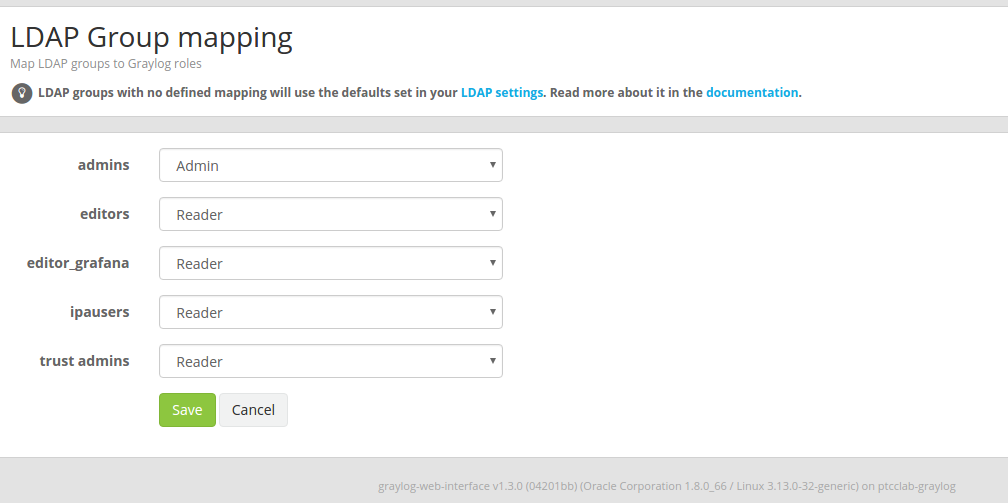 LDAP Group mapping
Map LDAP groups to Graylog roles
LDAP groups with no defined mapping will use the defaults set in your LDAP settings. Read more about it in the documentation.
admins Admin
editors Reader
editor_grafana Reader
ipausers Reader
trust admins Reader
Save Cancel
graylog-web-interface v1.3.0 (04201bb) (Oracle Corporation 1.8.0_66 / Linux 3.13.0-32-generic) on ptcclab-graylog